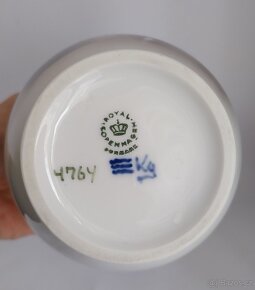 ROYAL
COPENHAGEN
DENMARK
4764 Kg